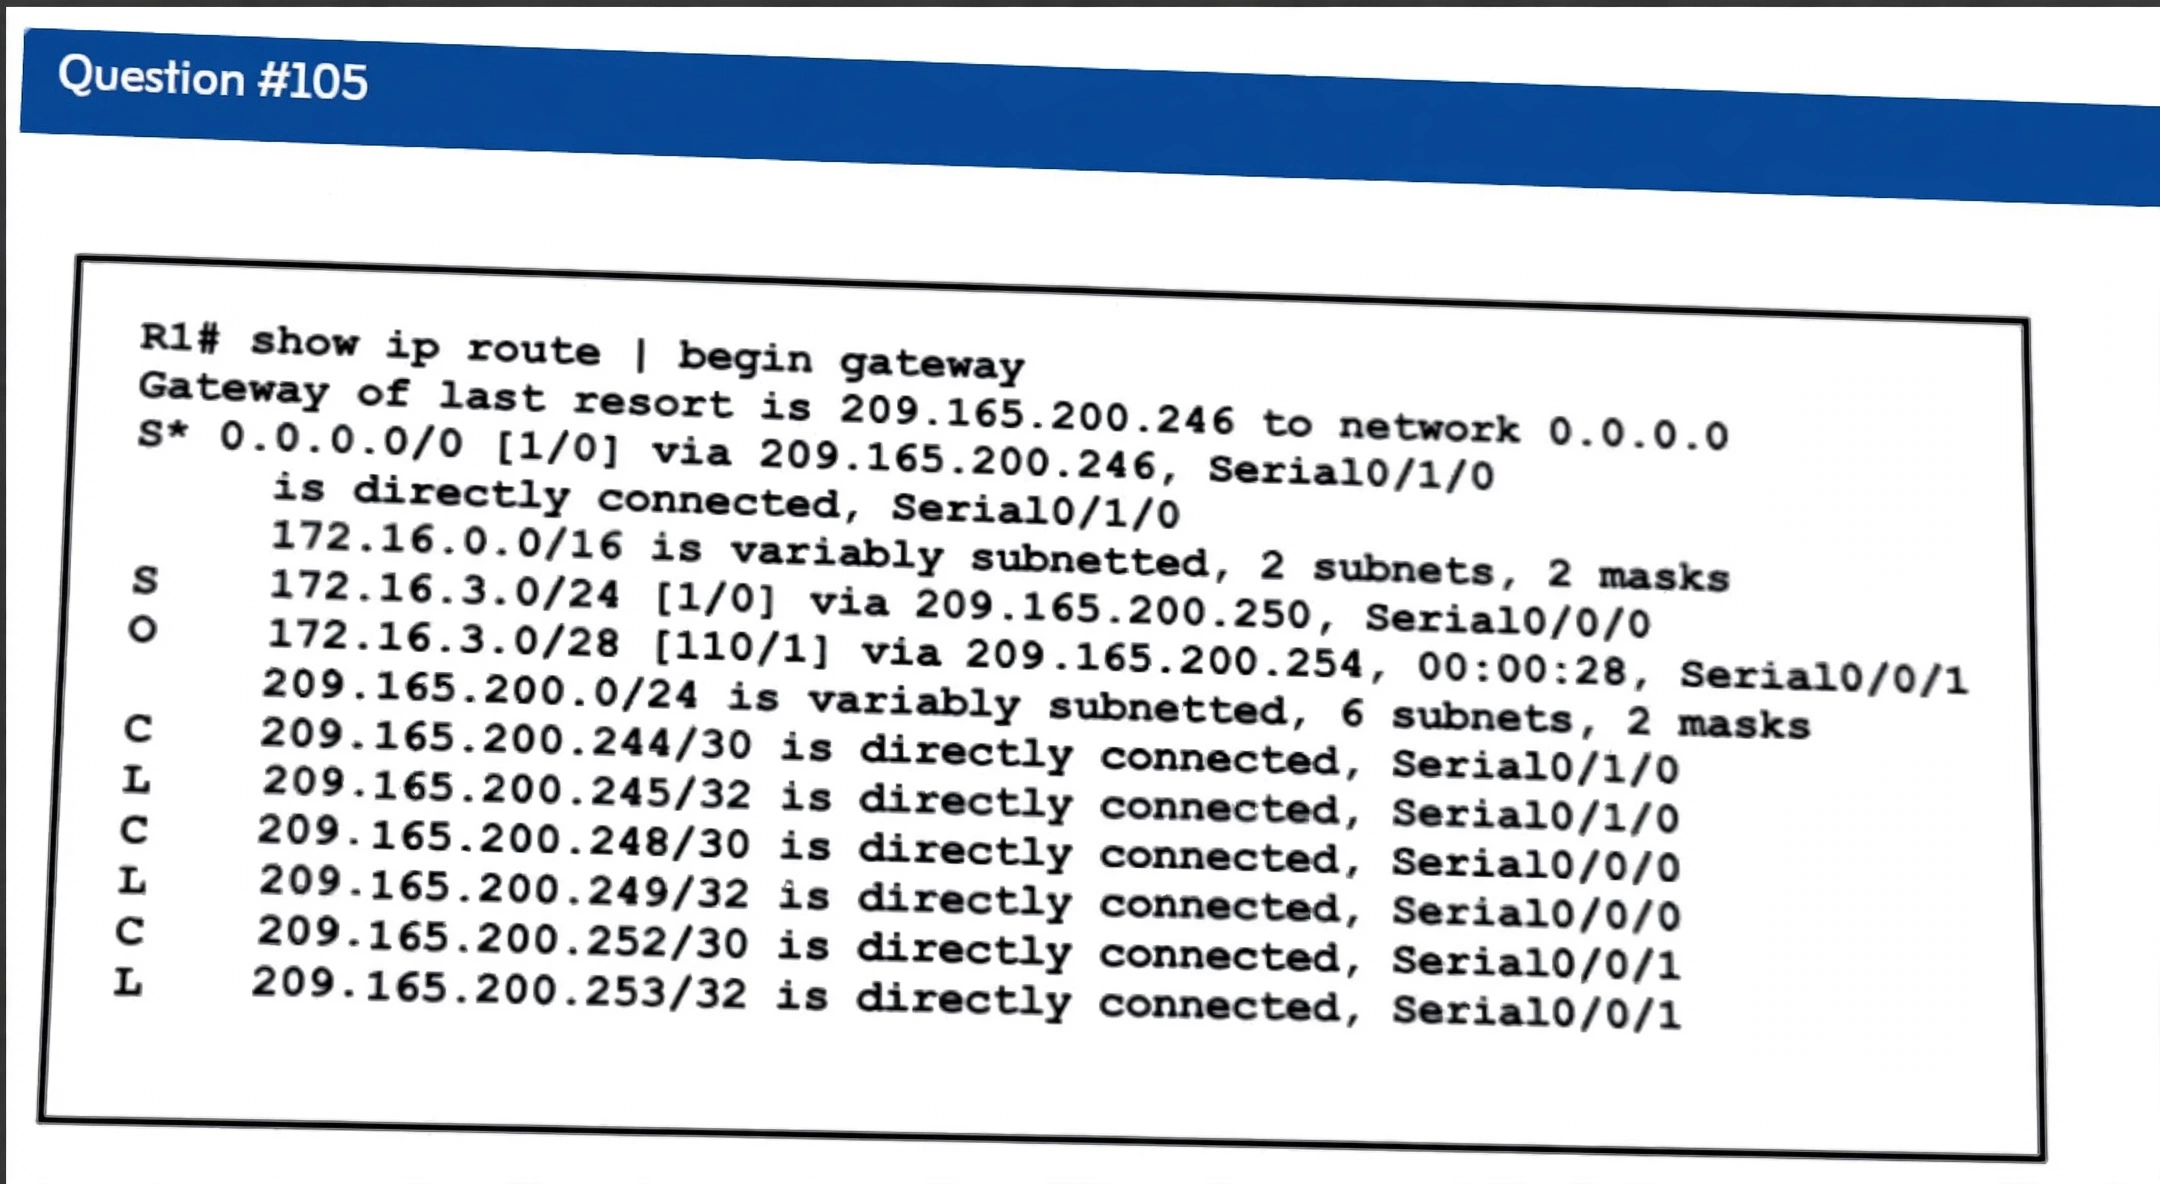 Question #105
R1# show ip route | begin gateway
Gateway of last resort is 209.165.200.246 to network 0.0.0.0
S* 0.0.0.0/0 [1/0] via 209.165.200.246, Serial0/1/0
is directly connected, Serial0/1/0
172.16.0.0/16 is variably subnetted, 2 subnets, 2 masks
S 172.16.3.0/24 [1/0] via 209.165.200.250, Serial0/0/0
O 172.16.3.0/28 [110/1] via 209.165.200.254, 00:00:28, Serial0/0/1
209.165.200.0/24 is variably subnetted, 6 subnets, 2 masks
C 209.165.200.244/30 is directly connected, Serial0/1/0
L 209.165.200.245/32 is directly connected, Serial0/1/0
C 209.165.200.248/30 is directly connected, Serial0/0/0
L 209.165.200.249/32 is directly connected, Serial0/0/0
C 209.165.200.252/30 is directly connected, Serial0/0/1
L 209.165.200.253/32 is directly connected, Serial0/0/1